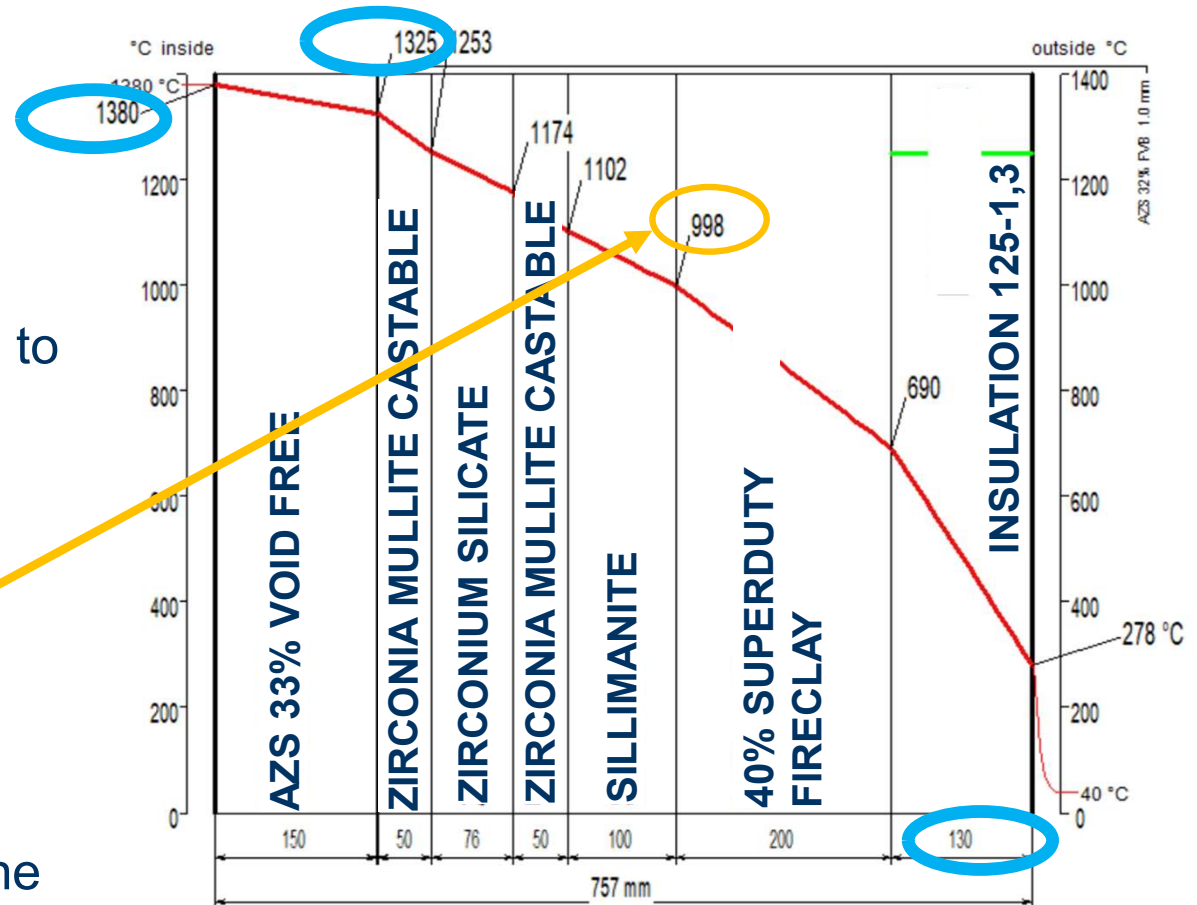 °C inside
1325
1253
outside °C
1380 °C
1380
1400
AZS 32% FVB 1.0 mm
1174
1102
1200
1200
998
to
1000
1000
800
800
690
600
600
400
400
278 °C
200
200
40 °C
0
0
AZS 33% VOID FREE
ZIRCONIA MULLITE CASTABLE
ZIRCONIUM SILICATE
ZIRCONIA MULLITE CASTABLE
SILLIMANITE
40% SUPERDUTY
FIRECLAY
INSULATION 125-1,3
150
50
76
50
100
200
130
757 mm